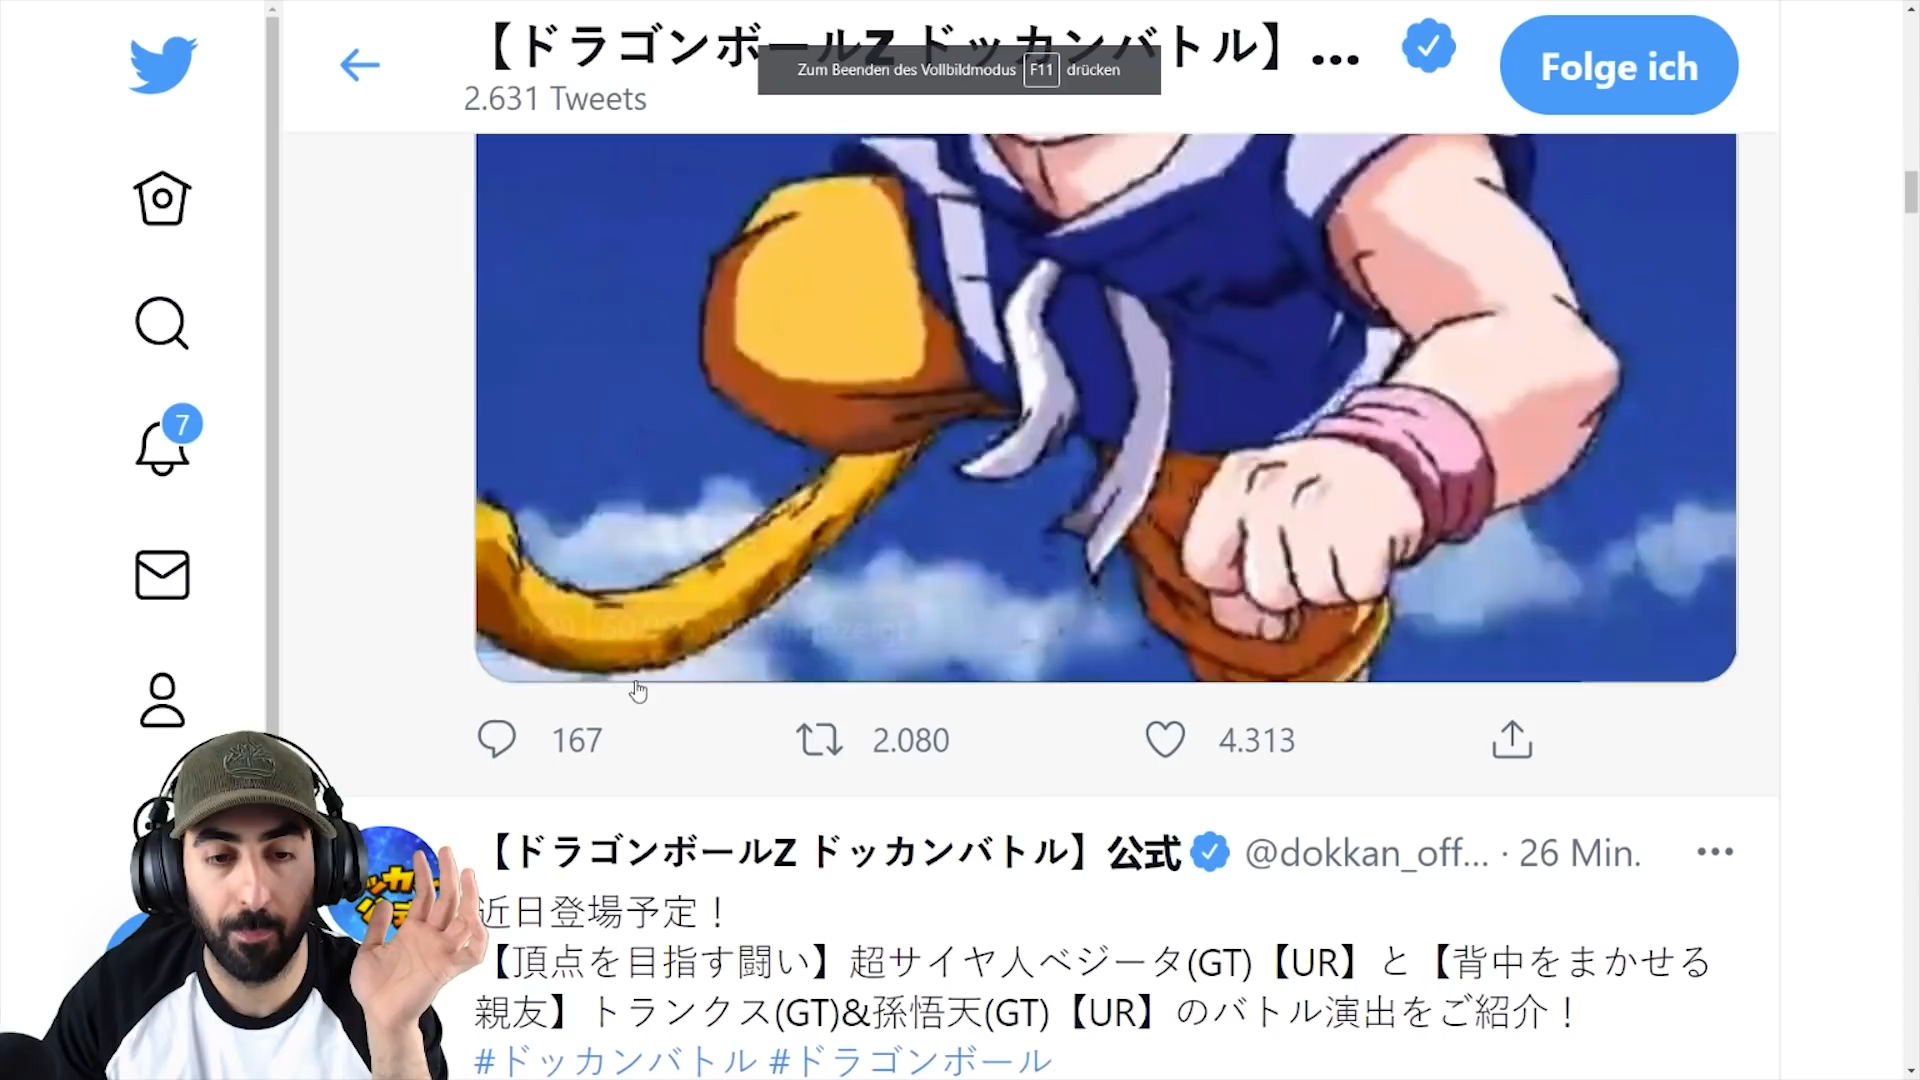 【ドラゴンボールZ ドッカンバトル】...
Zum Beenden des Vollbildmodus F11 drücken
2.631 Tweets
Folge ich
7
167
2.080
4.313
【ドラゴンボールZ ドッカンバトル】公式 @dokkan_off... · 26 Min.
近日登場予定！
【頂点を目指す闘い】超サイヤ人ベジータ(GT)【UR】と【背中をまかせる
親友】トランクス(GT)&孫悟天(GT)【UR】のバトル演出をご紹介！
#ドッカンバトル #ドラゴンボール